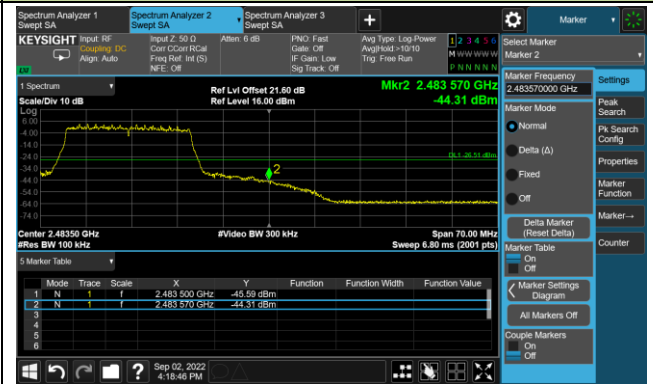 Spectrum Analyzer 1
Swept SA
Spectrum Analyzer 2
Swept SA
Spectrum Analyzer 3
Swept SA
+
Marker
KEYSIGHT
Input: RF
Coupling: DC
Align: Auto
Input Z: 50 Ω
Corr CCorr RCal
Freq Ref: Int (S)
NFE: Off
Atten: 6 dB
PNO: Fast
Gate: Off
IF Gain: Low
Sig Track: Off
Avg Type: Log-Power
Avg|Hold:>10/10
Trig: Free Run
1 2 3 4 5 6
M W W W W W
P N N N N N
LXI
Select Marker
Marker 2
1 Spectrum
Scale/Div 10 dB
Log
Ref Lvl Offset 21.60 dB
Ref Level 16.00 dBm
Mkr2 2.483 570 GHz
-44.31 dBm
6.00
-4.00
-14.0
-24.0
-34.0
-44.0
-54.0
-64.0
-74.0
DL1 -26.51 dBm
2
Center 2.48350 GHz
#Res BW 100 kHz
#Video BW 300 kHz
Span 70.00 MHz
Sweep 6.80 ms (2001 pts)
5 Marker Table
Mode Trace Scale X Y Function Function Width Function Value
1 N 1 f 2.483 500 GHz -45.59 dBm
2 N 1 f 2.483 570 GHz -44.31 dBm
3
4
5
6
Marker Frequency
2.483570000 GHz
Marker Mode
Normal
Delta (Δ)
Fixed
Off
Delta Marker
(Reset Delta)
Marker Table
On
Off
Marker Settings
Diagram
All Markers Off
Couple Markers
On
Off
Settings
Peak
Search
Pk Search
Config
Properties
Marker
Function
Marker→
Counter
?
Sep 02, 2022
4:18:46 PM